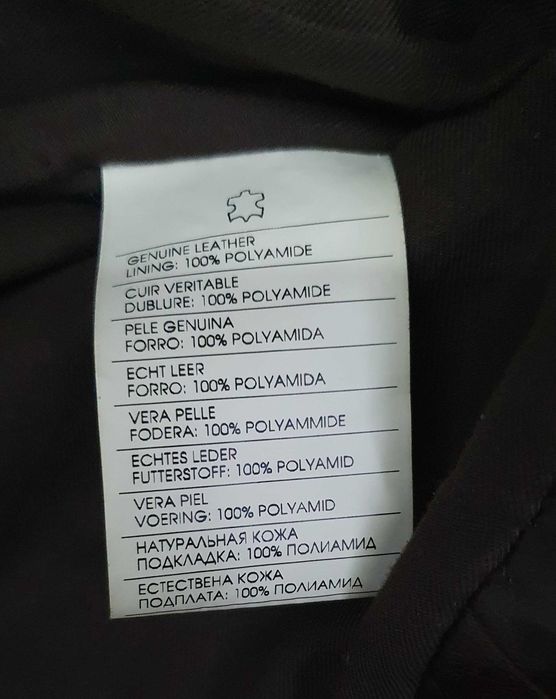 GENUINE LEATHER
LINING: 100% POLYAMIDE
CUIR VERITABLE
DUBLURE: 100% POLYAMIDE
PELE GENUINA
FORRO: 100% POLYAMIDA
ECHT LEER
FORRO: 100% POLYAMIDA
VERA PELLE
FODERA: 100% POLYAMMIDE
ECHTES LEDER
FUTTERSTOFF: 100% POLYAMID
VERA PIEL
VOERING: 100% POLYAMID
НАТУРАЛЬНАЯ КОЖА
ПОДКЛАДКА: 100% ПОЛИАМИД
ЕСТЕСТВЕНА КОЖА
ПОДПЛАТА: 100% ПОЛИАМИД